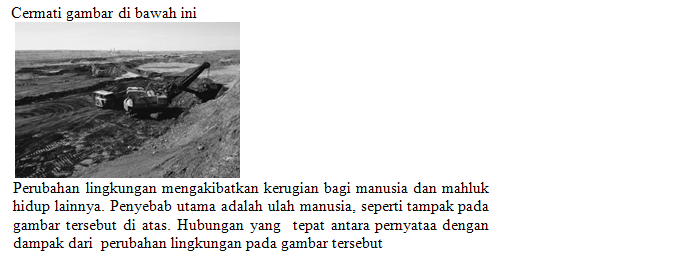 Cermati gambar di bawah ini
Perubahan lingkungan mengakibatkan kerugian bagi manusia dan mahluk
hidup lainnya. Penyebab utama adalah ulah manusia, seperti tampak pada
gambar tersebut di atas. Hubungan yang tepat antara pernyataa dengan
dampak dari perubahan lingkungan pada gambar tersebut